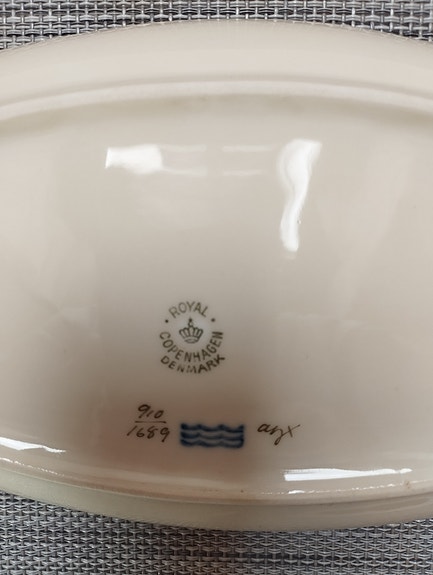 ROYAL
COPENHAGEN
DENMARK
910
1689